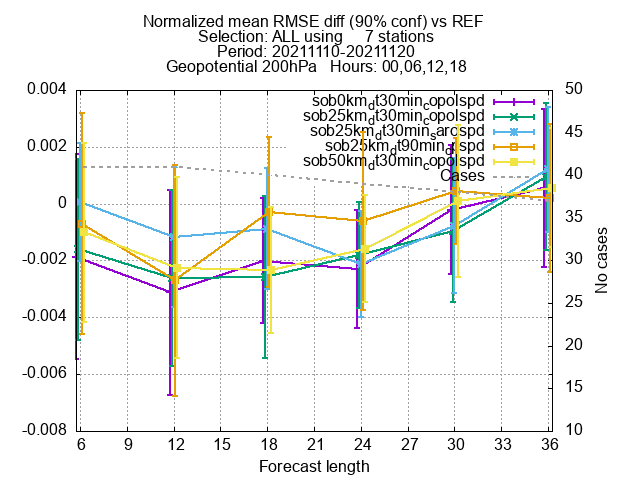 Normalized mean RMSE diff (90% conf) vs REF
Selection: ALL using 7 stations
Period: 20211110-20211120
Geopotential 200hPa Hours: 00,06,12,18
sob0km_dt30min_copolspd
sob25km_dt30min_copolspd
sob25km_dt30min_sarcspd
sob50km_dt30min_copolspd
Cases
0.004
0.002
0
-0.002
-0.004
-0.006
-0.008
50
45
40
35
30
25
20
15
10
No cases
6 9 12 15 18 21 24 27 30 33 36
Forecast length